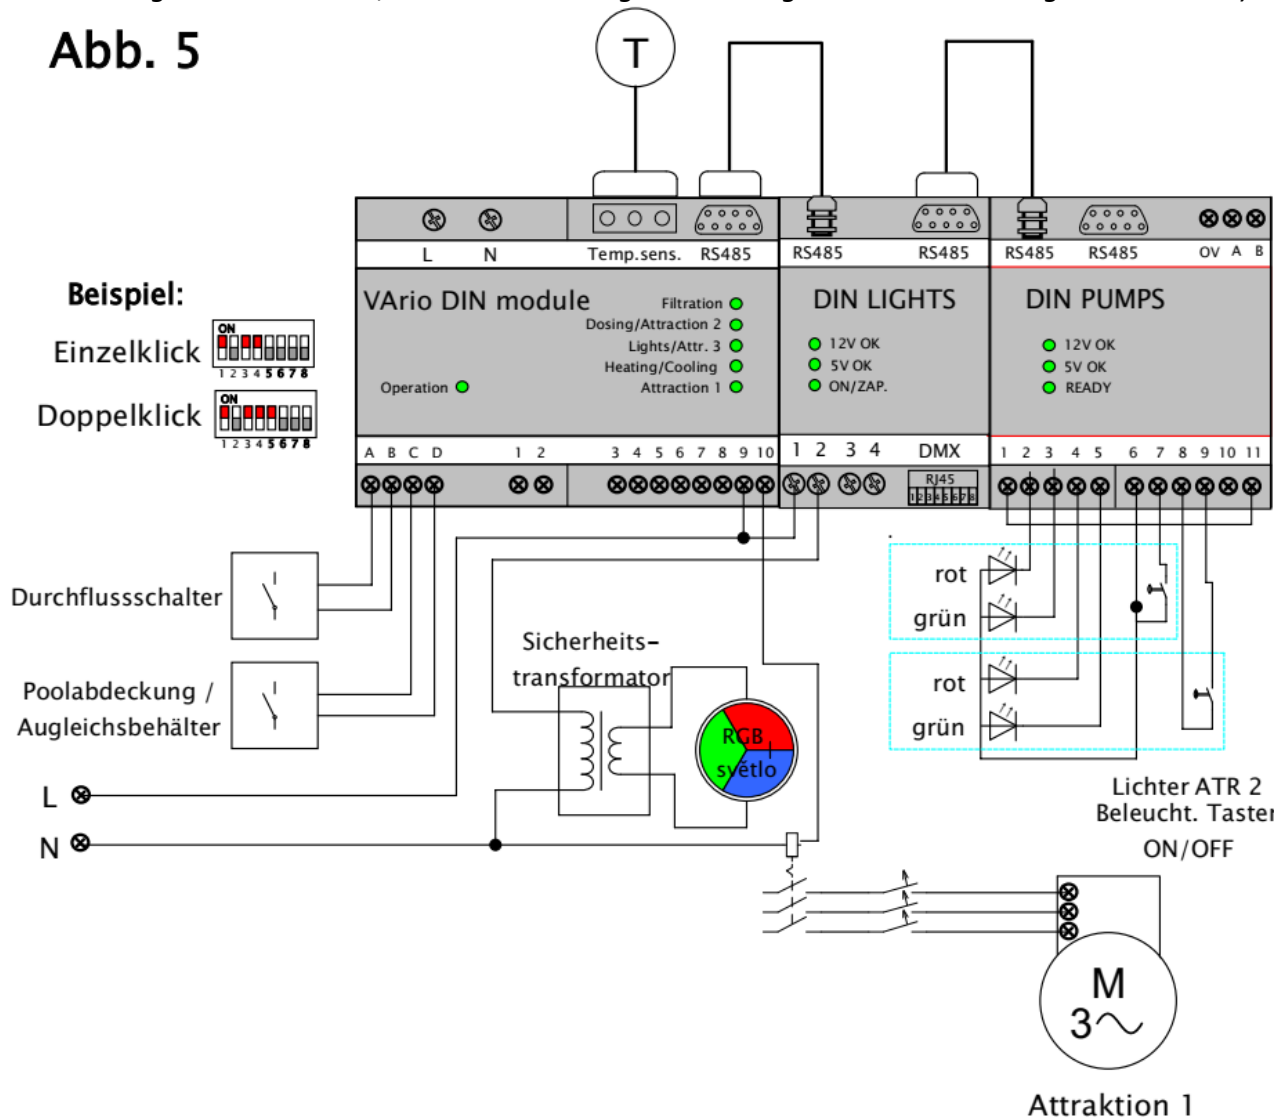 Abb. 5
T
L N Temp.sens. RS485 RS485 RS485 RS485 RS485 OV A B
Beispiel:
Einzelklick
ON
1 2 3 4 5 6 7 8
Doppelklick
ON
1 2 3 4 5 6 7 8
VArio DIN module
Filtration
Dosing/Attraction 2
Lights/Attr. 3
Heating/Cooling
Operation
Attraction 1
DIN LIGHTS
12V OK
5V OK
ON/ZAP.
DIN PUMPS
12V OK
5V OK
READY
A B C D 1 2 3 4 5 6 7 8 9 10 1 2 3 4 DMX 1 2 3 4 5 6 7 8 9 10 11
RJ45
1 2 3 4 5 6 7 8
Durchflussschalter
Poolabdeckung /
Augleichsbehälter
Sicherheits-
transformator
RGB
světlo
rot
grün
rot
grün
L
N
Lichter ATR 2
Beleucht. Taster
ON/OFF
M
3
Attraktion 1